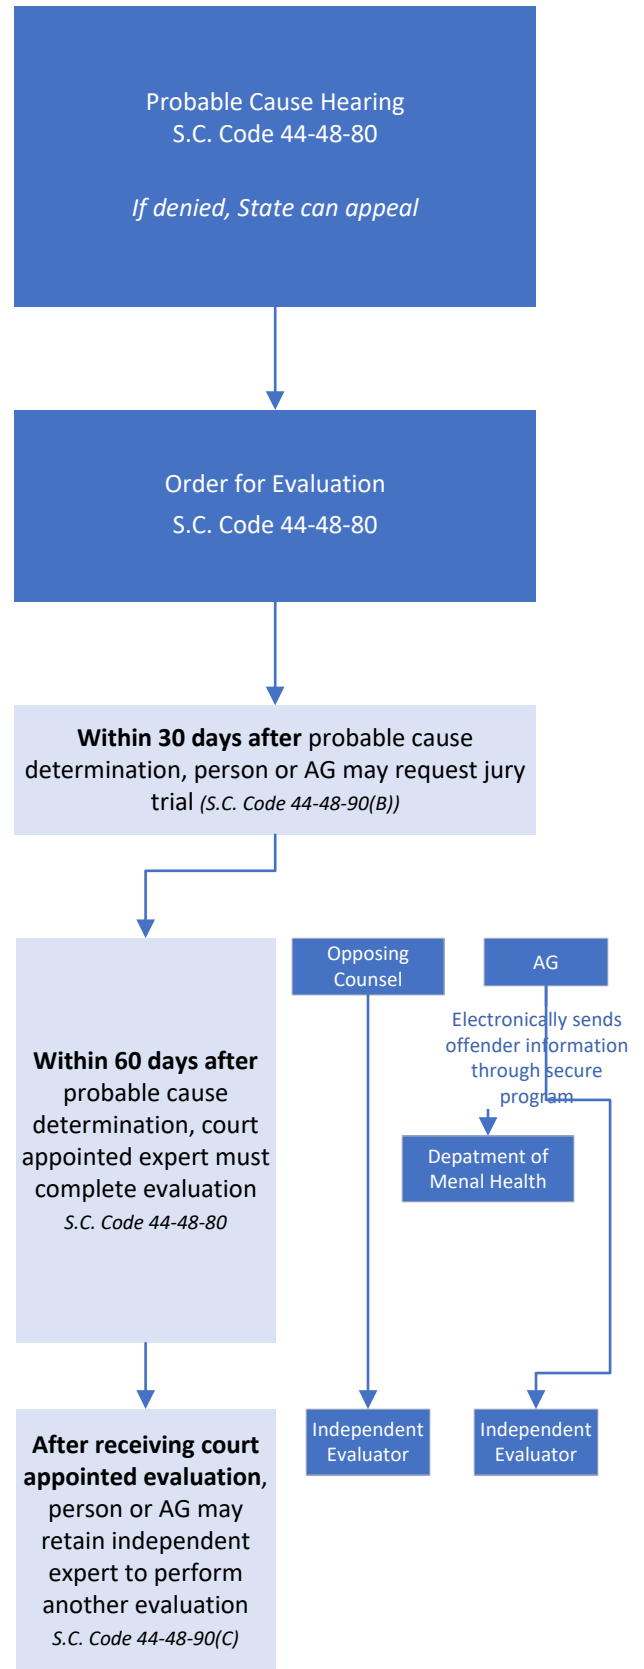 Probable Cause Hearing
S.C. Code 44-48-80
If denied, State can appeal
Order for Evaluation
S.C. Code 44-48-80
Within 30 days after probable cause
determination, person or AG may request jury
trial (S.C. Code 44-48-90(B))
Within 60 days after
probable cause
determination, court
appointed expert must
complete evaluation
S.C. Code 44-48-80
Opposing
Counsel
AG
Electronically sends
offender information
through secure
program
Depatment of
Menal Health
After receiving court
appointed evaluation,
person or AG may
retain independent
expert to perform
another evaluation
S.C. Code 44-48-90(C)
Independent
Evaluator
Independent
Evaluator